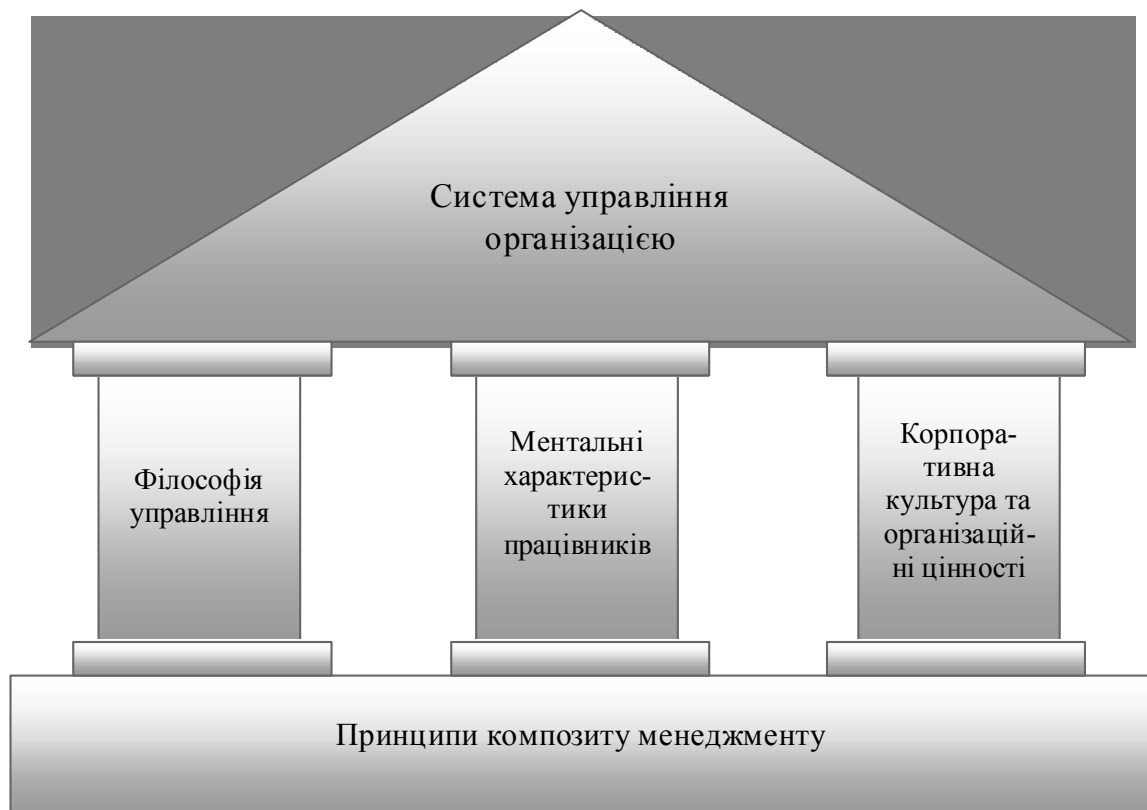 Система управління
організацією
Філософія
управління
Ментальні
характерис-
тики
працівників
Корпора-
тивна
культура та
організацій-
ні цінності
Принципи композиту менеджменту